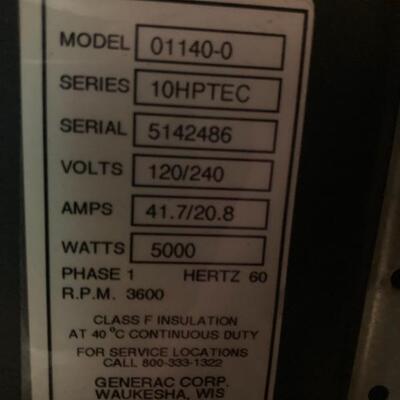 MODEL 01140-0
SERIES 10HPTEC
SERIAL 5142486
VOLTS 120/240
AMPS 41.7/20.8
WATTS 5000
PHASE 1 HERTZ 60
R.P.M. 3600
CLASS F INSULATION
AT 40 °C CONTINUOUS DUTY
FOR SERVICE LOCATIONS
CALL 800-333-1322
GENERAC CORP.
WAUKESHA, WIS